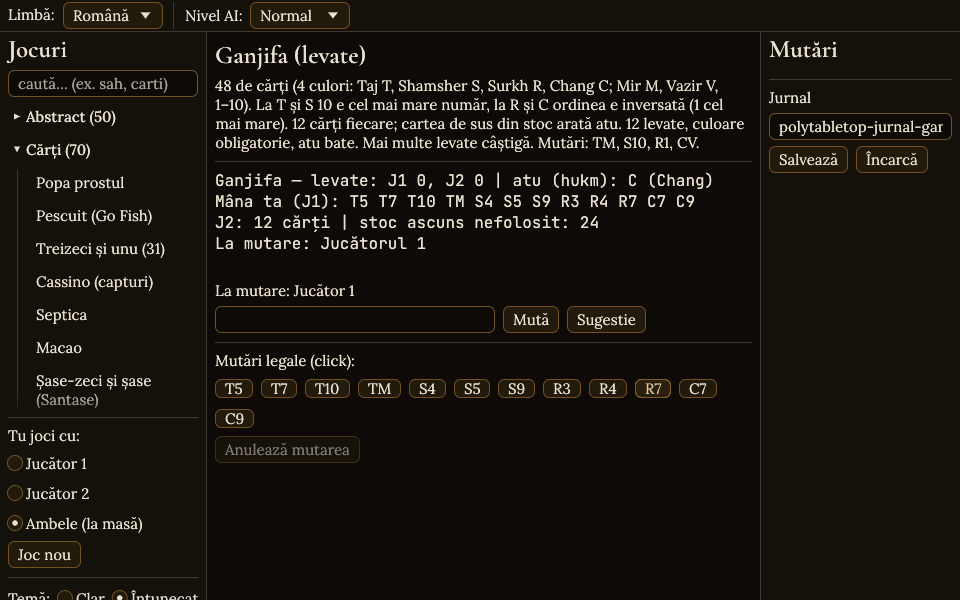 Limbă: Română Nivel AI: Normal
Jocuri
caută... (ex. sah, carti)
Abstract (50)
Cărți (70)
Popa prostul
Pescuit (Go Fish)
Treizeci și unu (31)
Cassino (capturi)
Septica
Macao
Șase-zeci și șase
(Santase)
Tu joci cu:
Jucător 1
Jucător 2
Ambele (la masă)
Joc nou
Temă: Clar Întunecat
Ganjifa (levate)
48 de cărți (4 culori: Taj T, Shamsher S, Surkh R, Chang C; Mir M, Vazir V,
1–10). La T și S 10 e cel mai mare număr, la R și C ordinea e inversată (1 cel
mai mare). 12 cărți fiecare; cartea de sus din stoc arată atu. 12 levate, culoare
obligatorie, atu bate. Mai multe levate câștigă. Mutări: TM, S10, R1, CV.
Ganjifa — levate: J1 0, J2 0 | atu (hukm): C (Chang)
Mâna ta (J1): T5 T7 T10 TM S4 S5 S9 R3 R4 R7 C7 C9
J2: 12 cărți | stoc ascuns nefolosit: 24
La mutare: Jucătorul 1
La mutare: Jucător 1
Mută Sugestie
Mutări legale (click):
T5 T7 T10 TM S4 S5 S9 R3 R4 R7 C7
C9
Anulează mutarea
Mutări
Jurnal
polytabletop-jurnal-gar
Salvează Încarcă